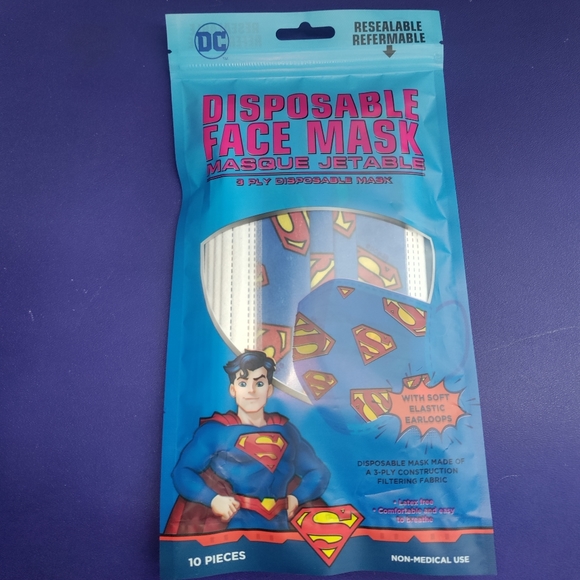 DC
RESEALABLE
REFERMABLE
DISPOSABLE
FACE MASK
MASQUE JETABLE
3 PLY DISPOSABLE MASK
WITH SOFT
ELASTIC
EARLOOPS
DISPOSABLE MASK MADE OF
A 3-PLY CONSTRUCTION
FILTERING FABRIC
• Latex free
• Comfortable and easy
to breathe
10 PIECES
NON-MEDICAL USE